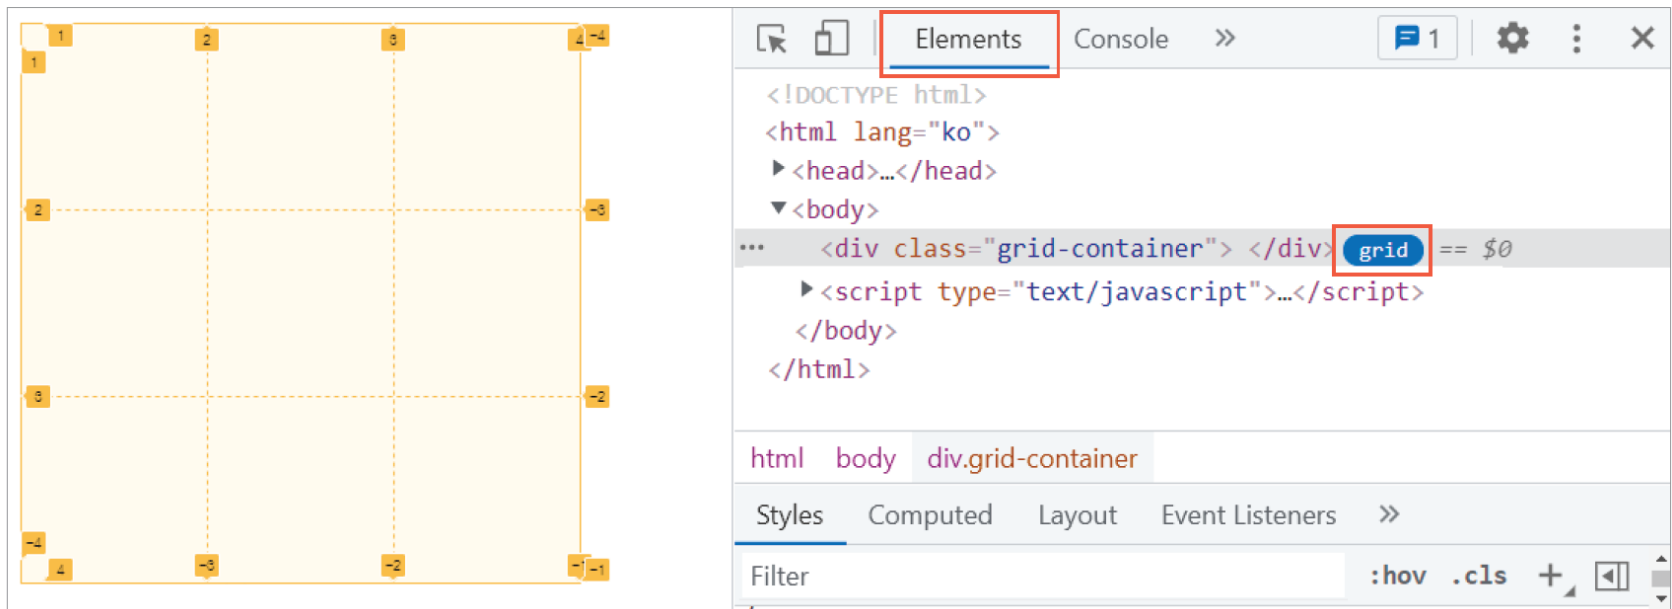 1 2 3 4 -4
1
2 -3
3 -2
-4
4 -3 -2 -1 -1
Elements Console » 1
<!DOCTYPE html>
<html lang="ko">
<head>…</head>
<body>
… <div class="grid-container"> </div> grid == $0
<script type="text/javascript">…</script>
</body>
</html>
html body div.grid-container
Styles Computed Layout Event Listeners »
Filter :hov .cls +